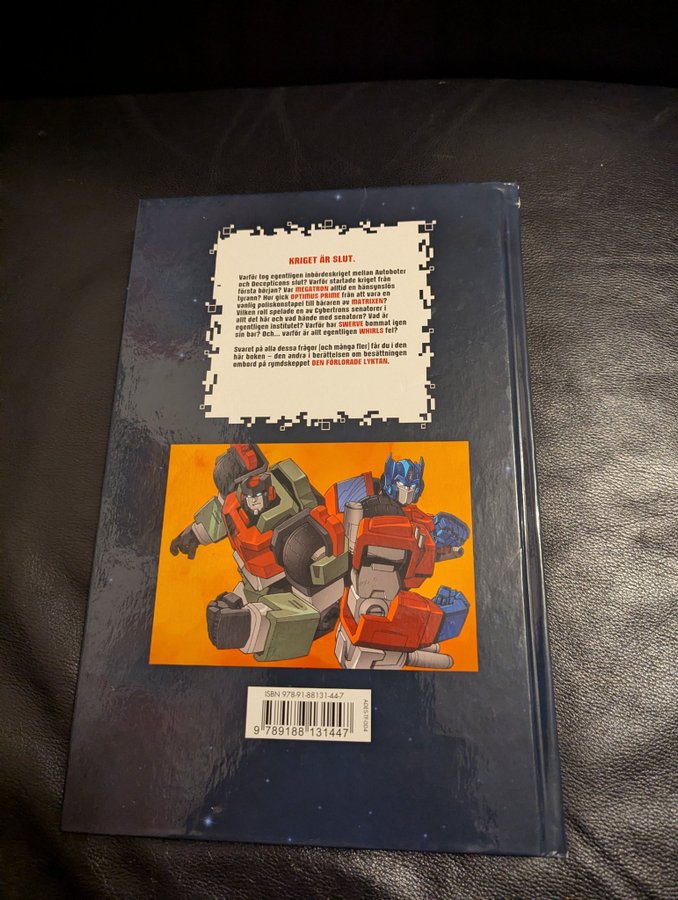 KRIGET ÄR SLUT.
Varför tog egentligen inbördeskriget mellan Autoboter
och Decepticons slut? Varför startade kriget från
första början? Var MEGATRON alltid en hänsynslös
tyrann? Hur gick OPTIMUS PRIME från att vara en
vanlig poliskonstapel till bäraren av MATRIXEN?
Vilken roll spelade en av Cybertrons senatorer i
allt det här och vad hände med senatorn? Vad är
egentligen institutet? Varför har SWERVE bommat igen
sin bar? Och... varför är allt egentligen WHIRLS fel?
Svaret på alla dessa frågor (och många fler) får du i den
här boken – den andra i berättelsen om besättningen
ombord på rymdskeppet DEN FÖRLORADE LYKTAN.
ISBN 978-91-88131-44-7
9 789188 131447